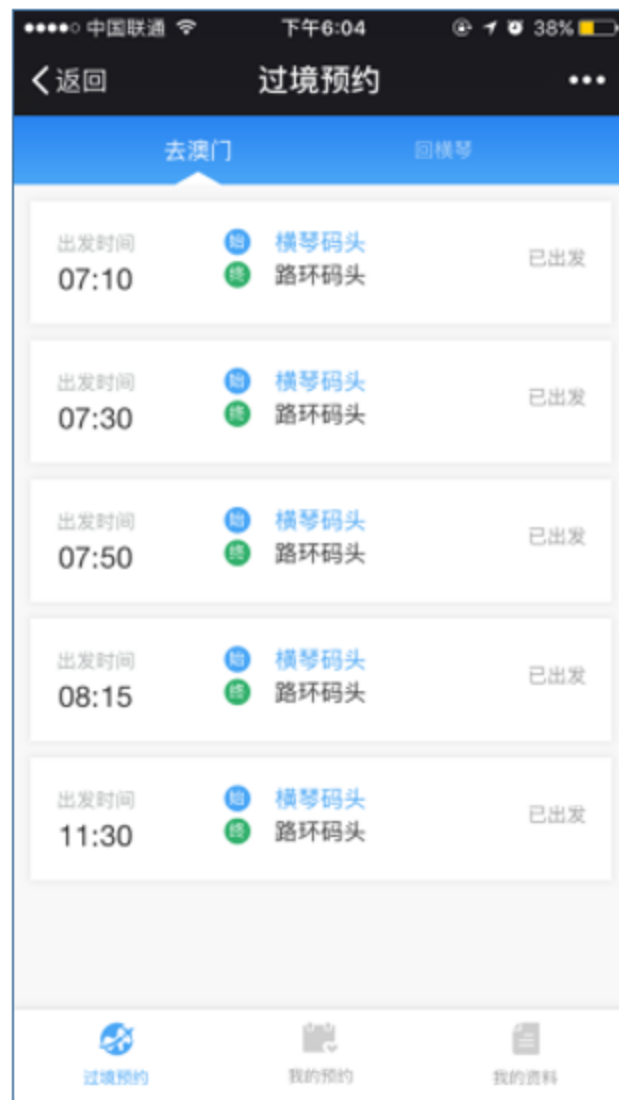 中国联通 下午6:04 38%
返回 过境预约
去澳门 回横琴
出发时间 始 横琴码头 已出发
07:10 终 路环码头
出发时间 始 横琴码头 已出发
07:30 终 路环码头
出发时间 始 横琴码头 已出发
07:50 终 路环码头
出发时间 始 横琴码头 已出发
08:15 终 路环码头
出发时间 始 横琴码头 已出发
11:30 终 路环码头
过境预约 我的预约 我的资料